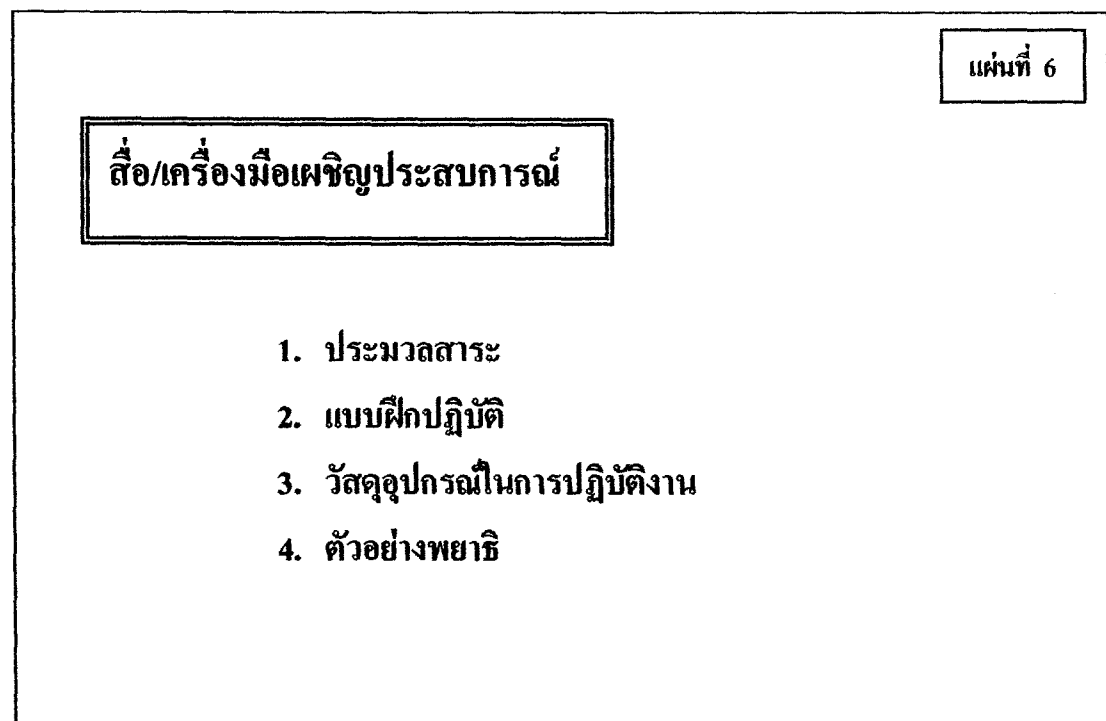 แผ่นที่ 6
สื่อ/เครื่องมือเผชิญประสบการณ์
1. ประมวลสาระ
2. แบบฝึกปฏิบัติ
3. วัสดุอุปกรณ์ในการปฏิบัติงาน
4. ตัวอย่างพยาธิ